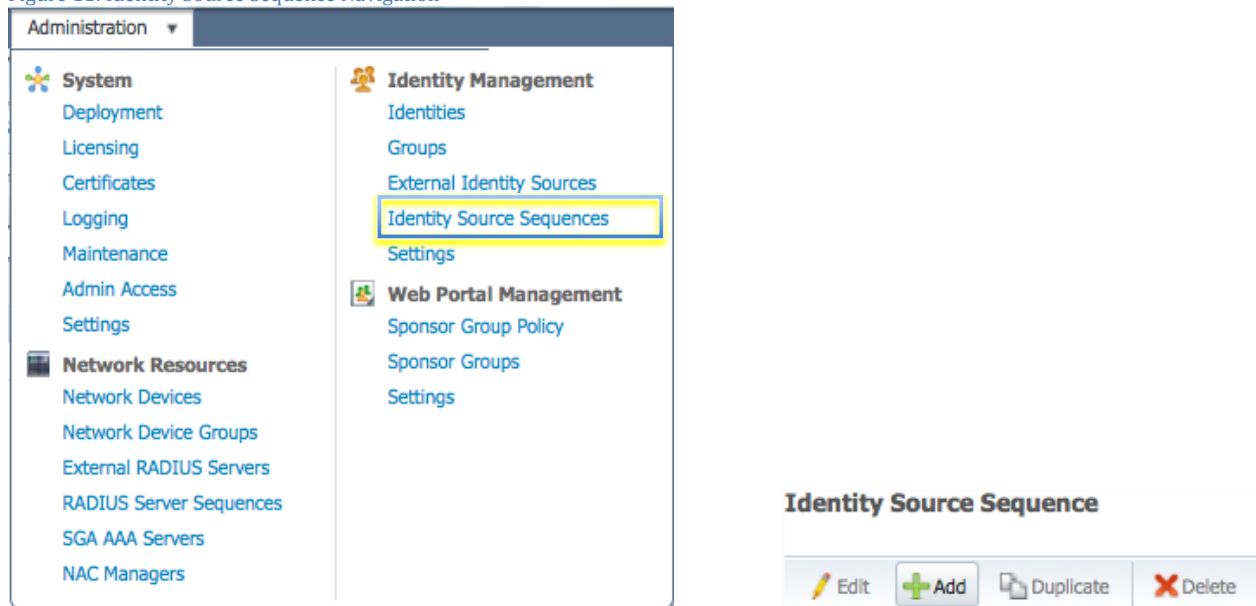 Administration
System
Deployment
Licensing
Certificates
Logging
Maintenance
Admin Access
Settings
Network Resources
Network Devices
Network Device Groups
External RADIUS Servers
RADIUS Server Sequences
SGA AAA Servers
NAC Managers
Identity Management
Identities
Groups
External Identity Sources
Identity Source Sequences
Settings
Web Portal Management
Sponsor Group Policy
Sponsor Groups
Settings
Identity Source Sequence
Edit Add Duplicate Delete